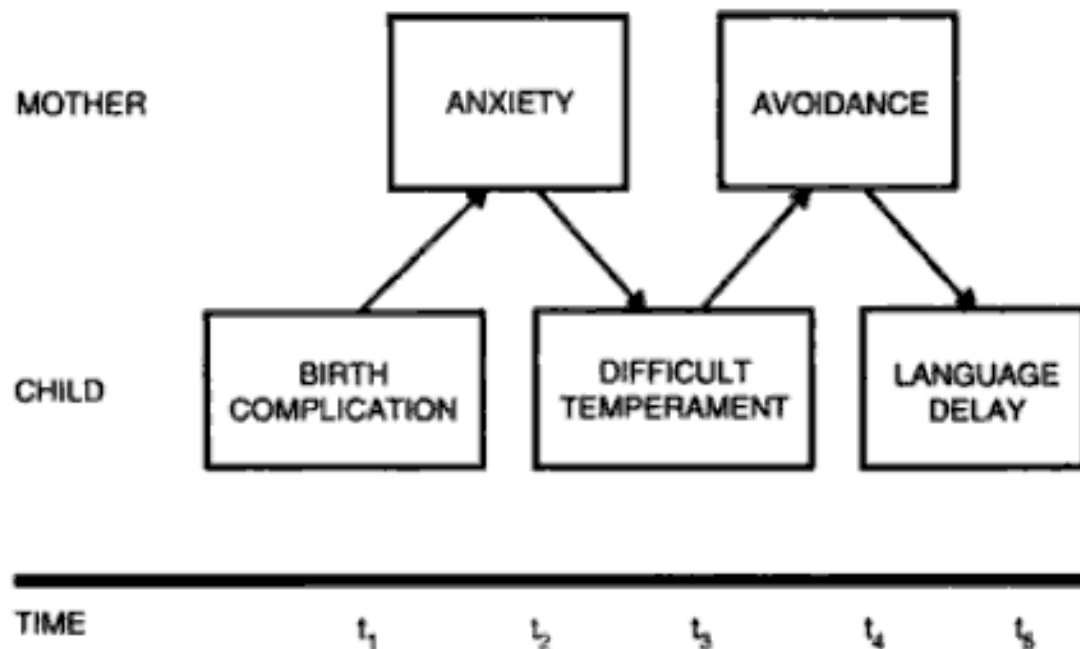 MOTHER
ANXIETY
AVOIDANCE
CHILD
BIRTH
COMPLICATION
DIFFICULT
TEMPERAMENT
LANGUAGE
DELAY
TIME
t₁
t₂
t₃
t₄
t₅